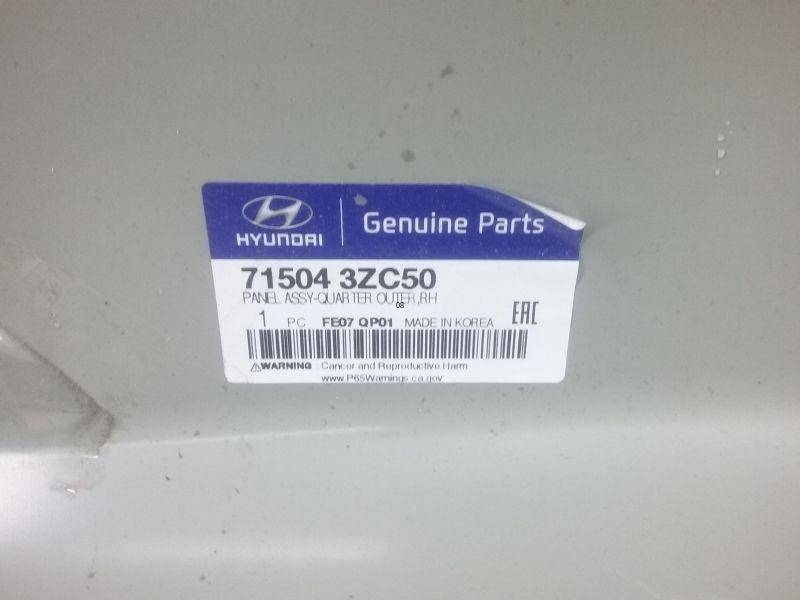 HYUNDAI
Genuine Parts
71504 3ZC50
PANEL ASSY-QUARTER OUTER,RH
08
1 PC FE07 QP01 MADE IN KOREA
EAC
WARNING : Cancer and Reproductive Harm
www.P65Warnings.ca.gov